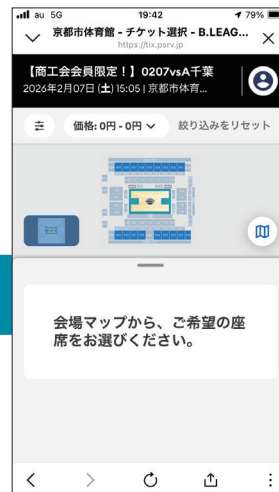 au 5G 19:42 79%
京都市体育館 - チケット選択 - B.LEAG...
https://tix.psrv.jp
【商工会会員限定！】0207vsA千葉
2026年2月07日 (土) 15:05 | 京都市体育...
価格: 0円 - 0円
絞り込みをリセット
会場マップから、ご希望の座
席をお選びください。